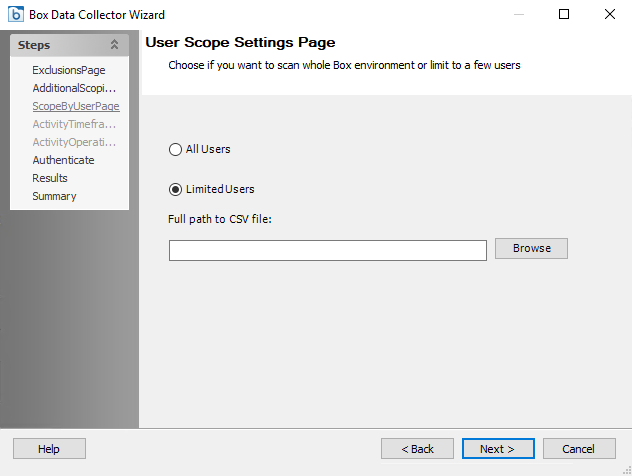 Box Data Collector Wizard
Steps
ExclusionsPage
AdditionalScopi...
ScopeByUserPage
ActivityTimefra...
ActivityOperati...
Authenticate
Results
Summary
User Scope Settings Page
Choose if you want to scan whole Box environment or limit to a few users
All Users
Limited Users
Full path to CSV file:
Browse
Help
< Back
Next >
Cancel